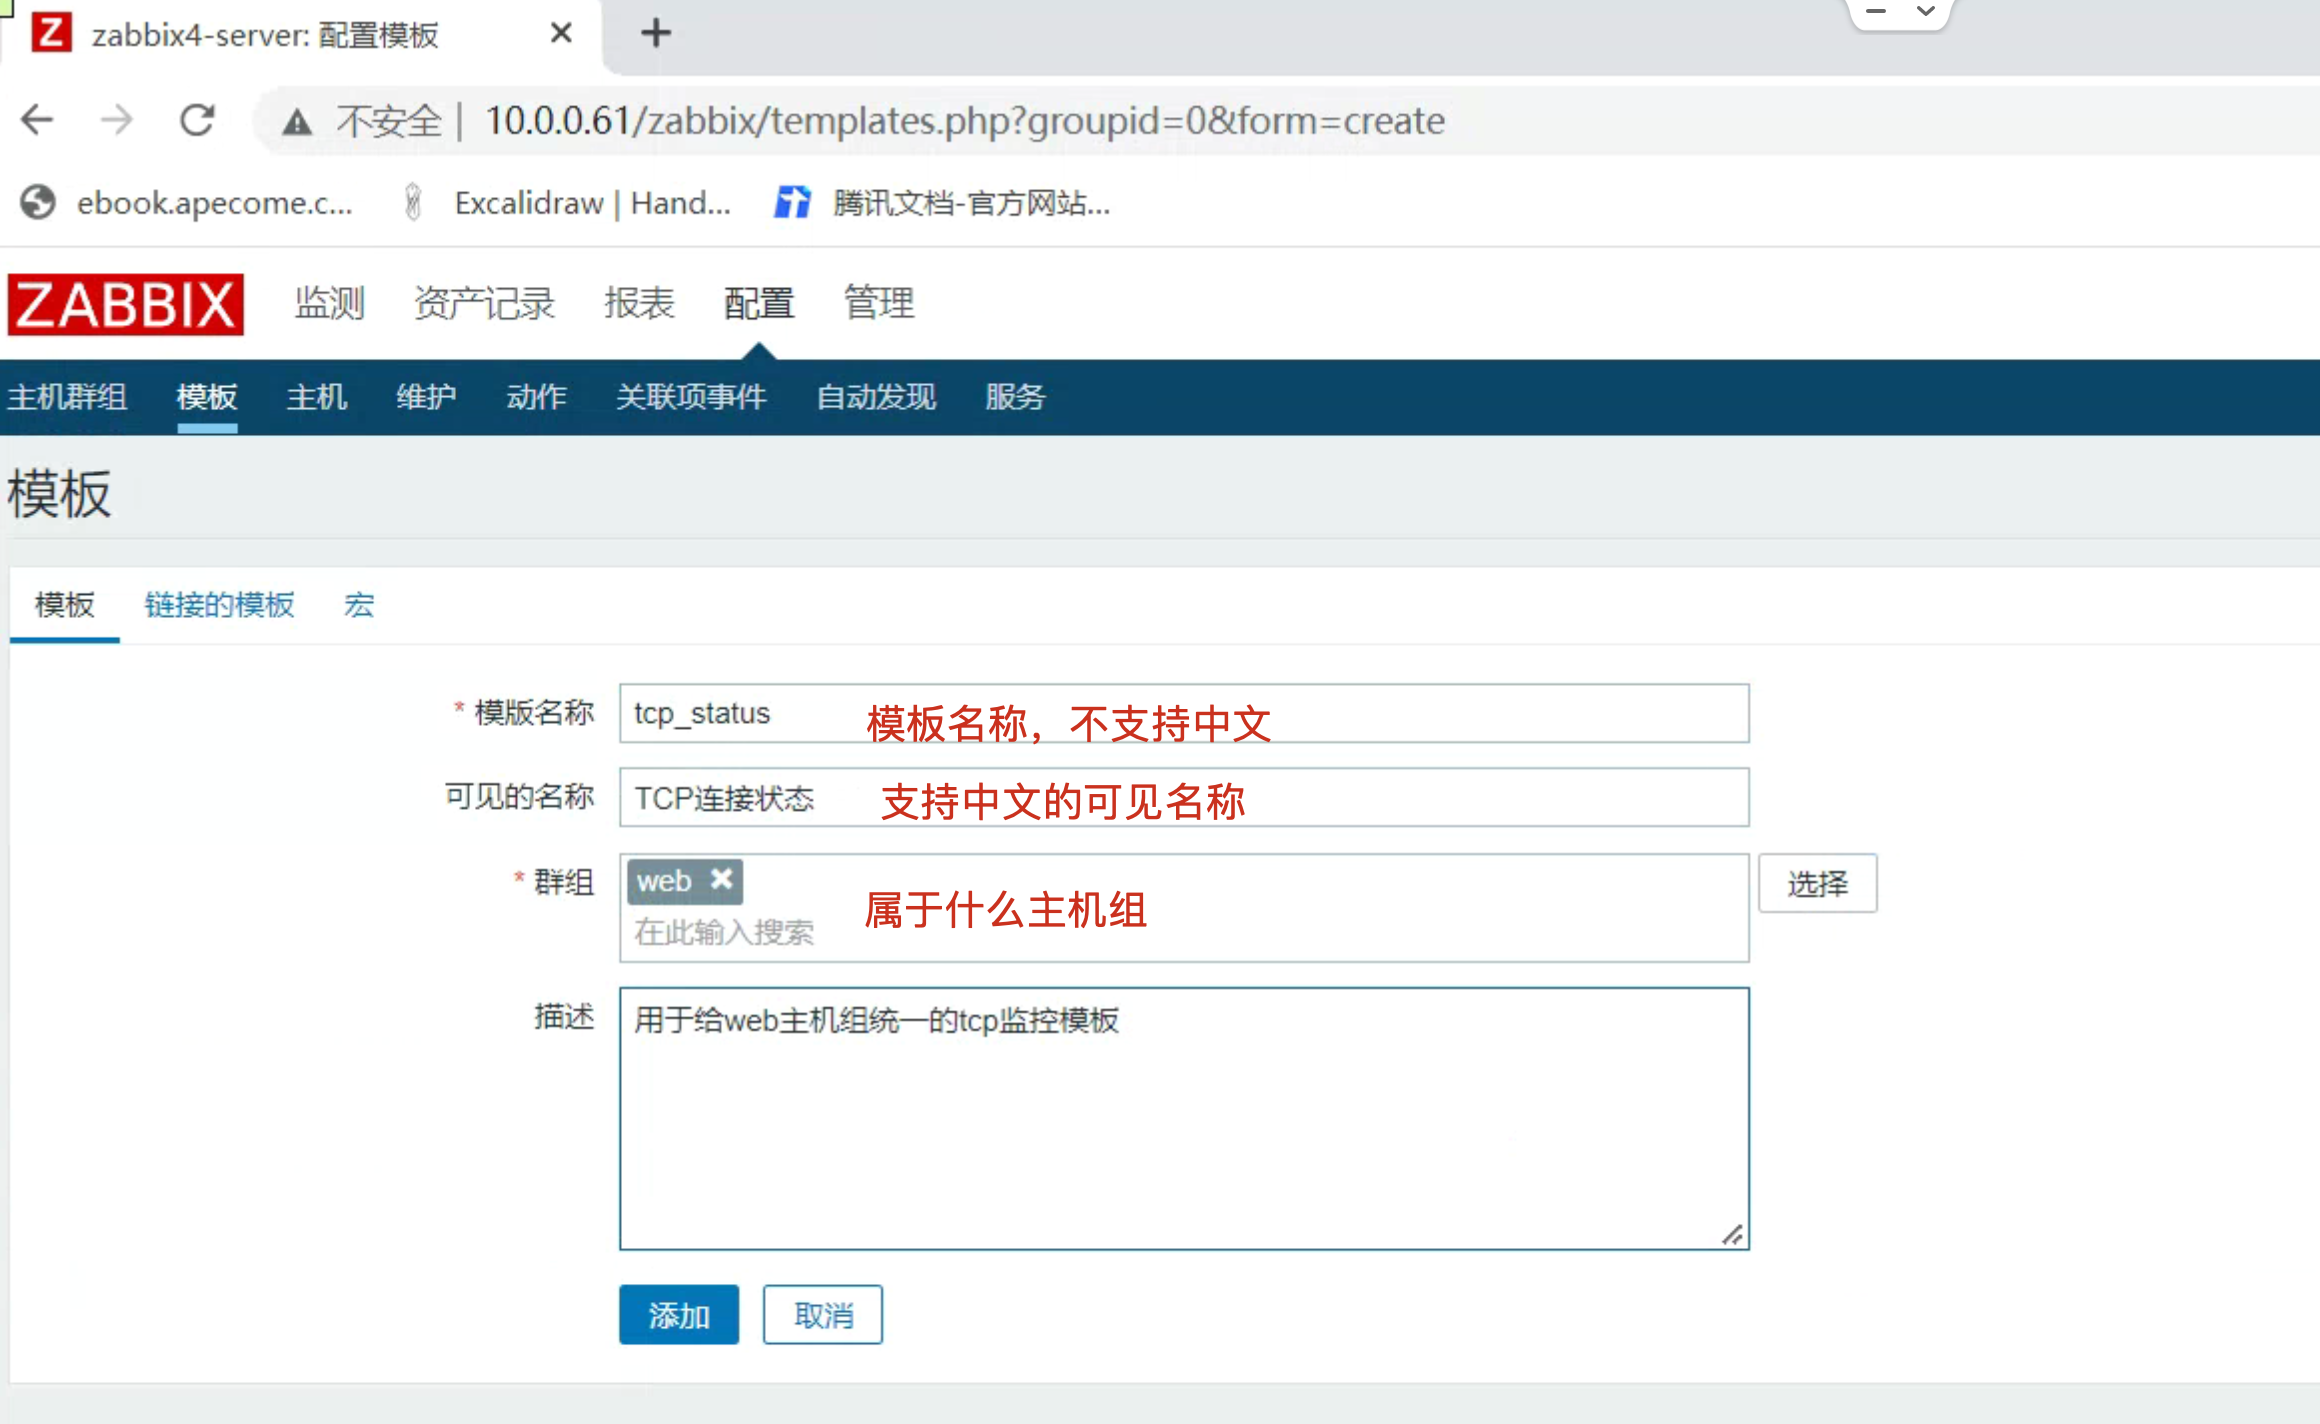 Z zabbix4-server: 配置模板
不安全 | 10.0.0.61/zabbix/templates.php?groupid=0&form=create
ebook.apecome.c... Excalidraw | Hand... 腾讯文档-官方网站...
ZABBIX 监测 资产记录 报表 配置 管理
主机群组 模板 主机 维护 动作 关联项事件 自动发现 服务
模板
模板 链接的模板 宏
* 模版名称 tcp_status 模板名称，不支持中文
可见的名称 TCP连接状态 支持中文的可见名称
* 群组 web 属于什么主机组 选择
在此输入搜索
描述 用于给web主机组统一的tcp监控模板
添加 取消